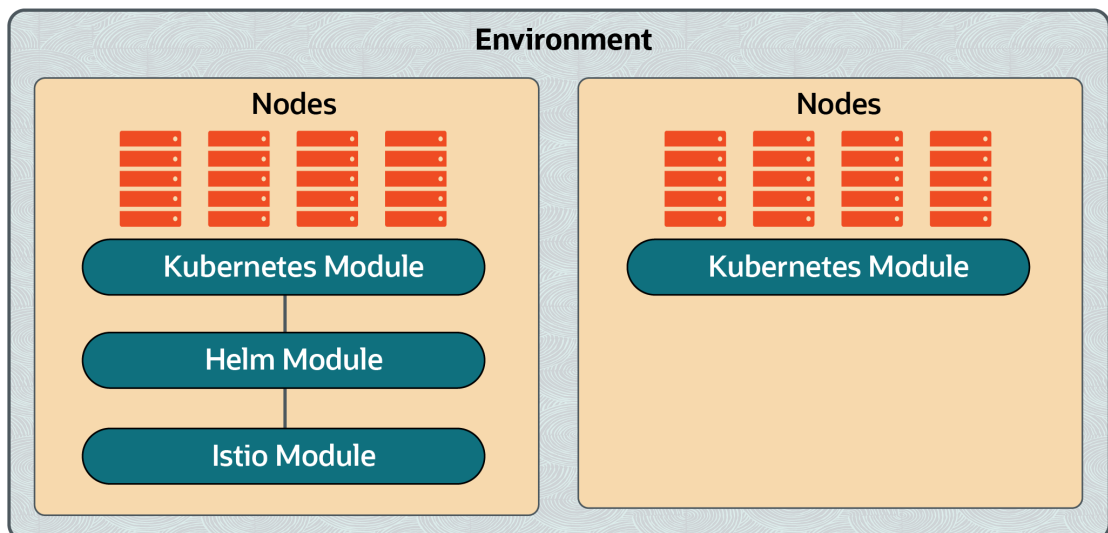 Environment
Nodes
Kubernetes Module
Helm Module
Istio Module
Nodes
Kubernetes Module